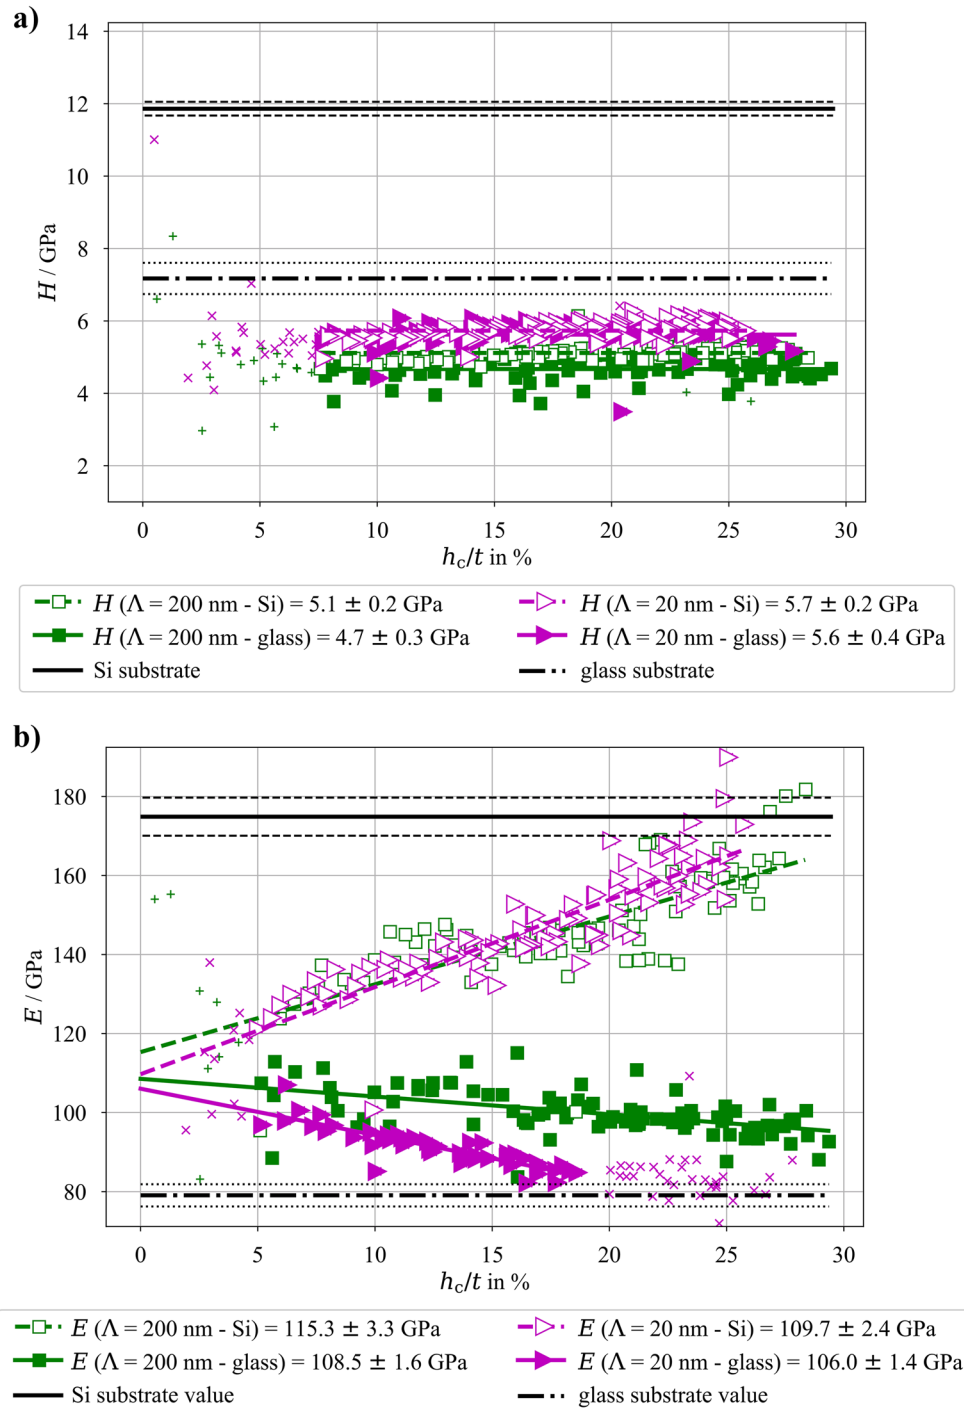 a)
14
12
10
8
6
4
2
H / GPa
0 5 10 15 20 25 30
hc/t in %
H (Λ = 200 nm - Si) = 5.1 ± 0.2 GPa
H (Λ = 20 nm - Si) = 5.7 ± 0.2 GPa
H (Λ = 200 nm - glass) = 4.7 ± 0.3 GPa
H (Λ = 20 nm - glass) = 5.6 ± 0.4 GPa
Si substrate
glass substrate
b)
180
160
140
120
100
80
E / GPa
0 5 10 15 20 25 30
hc/t in %
E (Λ = 200 nm - Si) = 115.3 ± 3.3 GPa
E (Λ = 20 nm - Si) = 109.7 ± 2.4 GPa
E (Λ = 200 nm - glass) = 108.5 ± 1.6 GPa
E (Λ = 20 nm - glass) = 106.0 ± 1.4 GPa
Si substrate value
glass substrate value